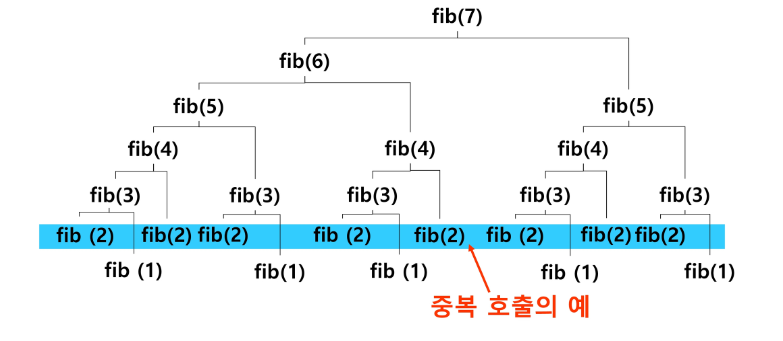 fib(7)
fib(6)
fib(5) fib(5)
fib(4) fib(4) fib(4)
fib(3) fib(3) fib(3) fib(3) fib(3)
fib (2) fib(2) fib(2) fib (2) fib(2) fib (2) fib(2) fib(2)
fib (1) fib(1) fib (1) fib (1) fib(1)
중복 호출의 예